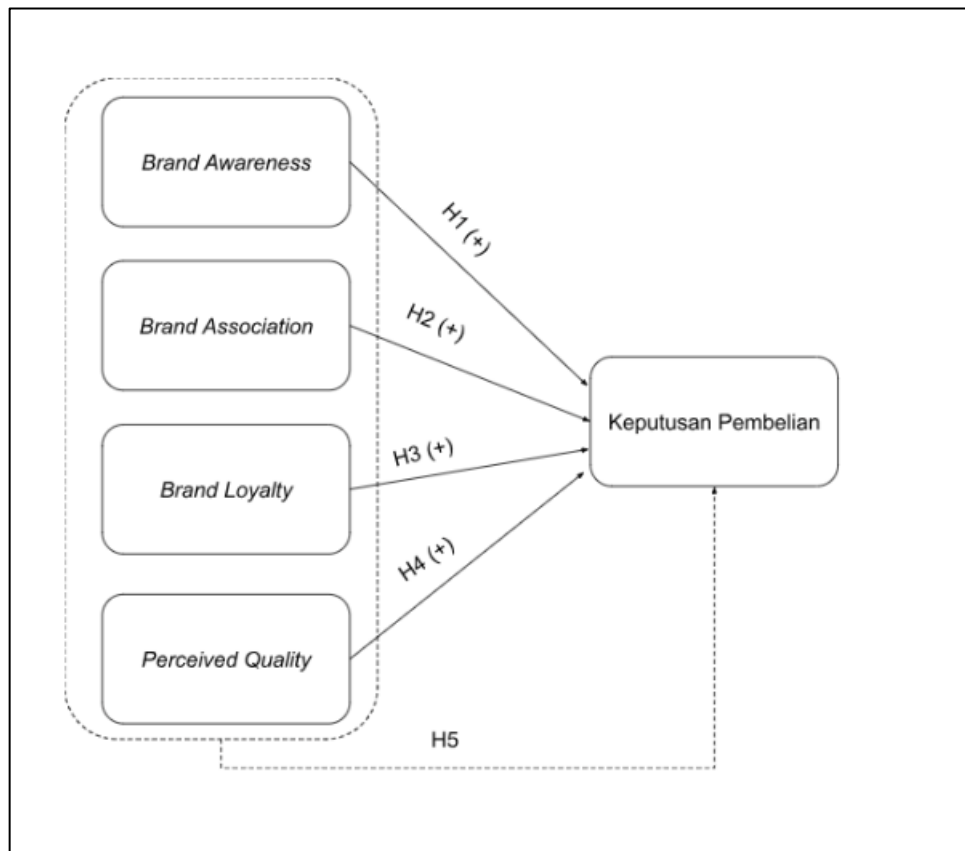 Brand Awareness
H1 (+)
Brand Association
H2 (+)
Keputusan Pembelian
Brand Loyalty
H3 (+)
H4 (+)
Perceived Quality
H5